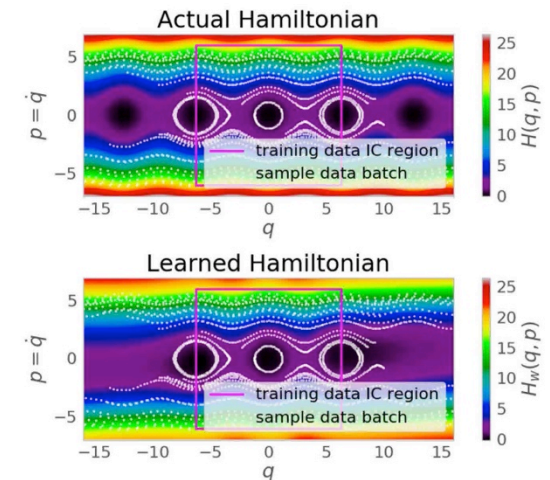 Actual Hamiltonian
5
0
−5
p = q̇
−15 −10 −5 0 5 10 15
q
training data IC region
sample data batch
25
20
15
10
5
0
H(q, p)
Learned Hamiltonian
5
0
−5
p = q̇
−15 −10 −5 0 5 10 15
q
training data IC region
sample data batch
25
20
15
10
5
0
H_w(q, p)